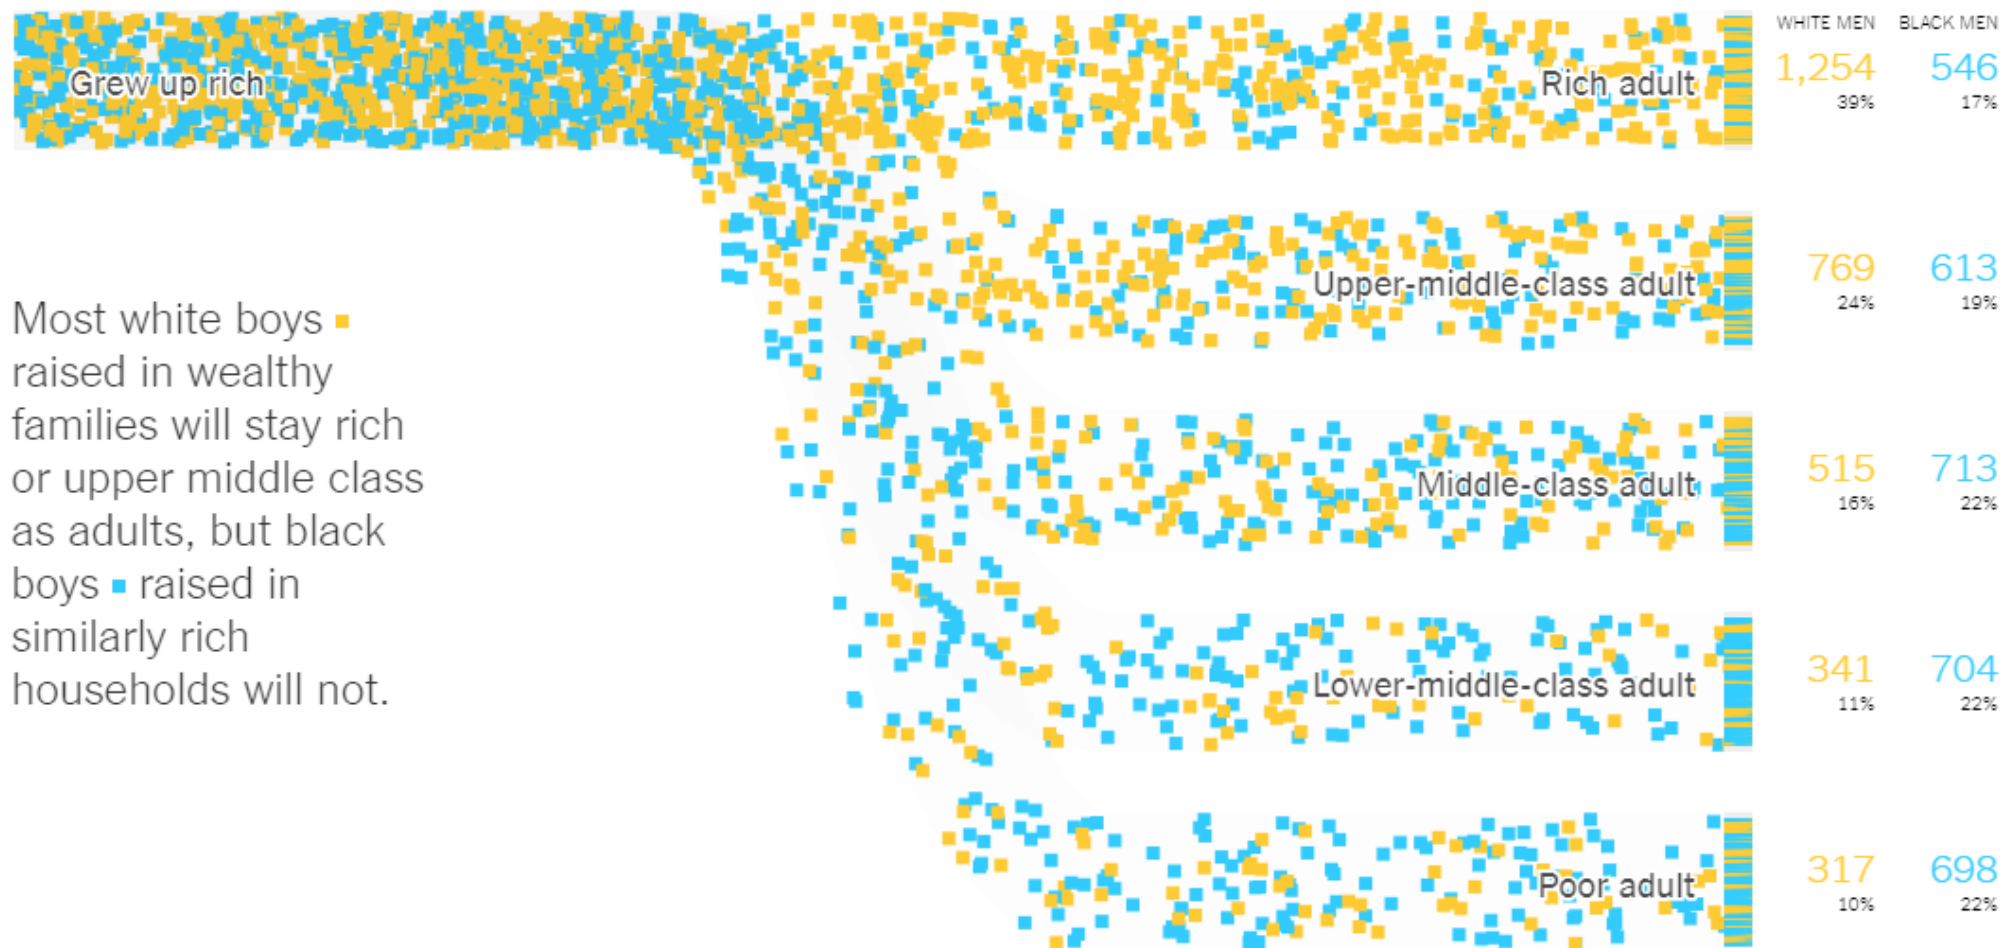 Grew up rich
Most white boys
raised in wealthy
families will stay rich
or upper middle class
as adults, but black
boys raised in
similarly rich
households will not.
WHITE MEN BLACK MEN
Rich adult 1,254 546
39% 17%
Upper-middle-class adult 769 613
24% 19%
Middle-class adult 515 713
16% 22%
Lower-middle-class adult 341 704
11% 22%
Poor adult 317 698
10% 22%